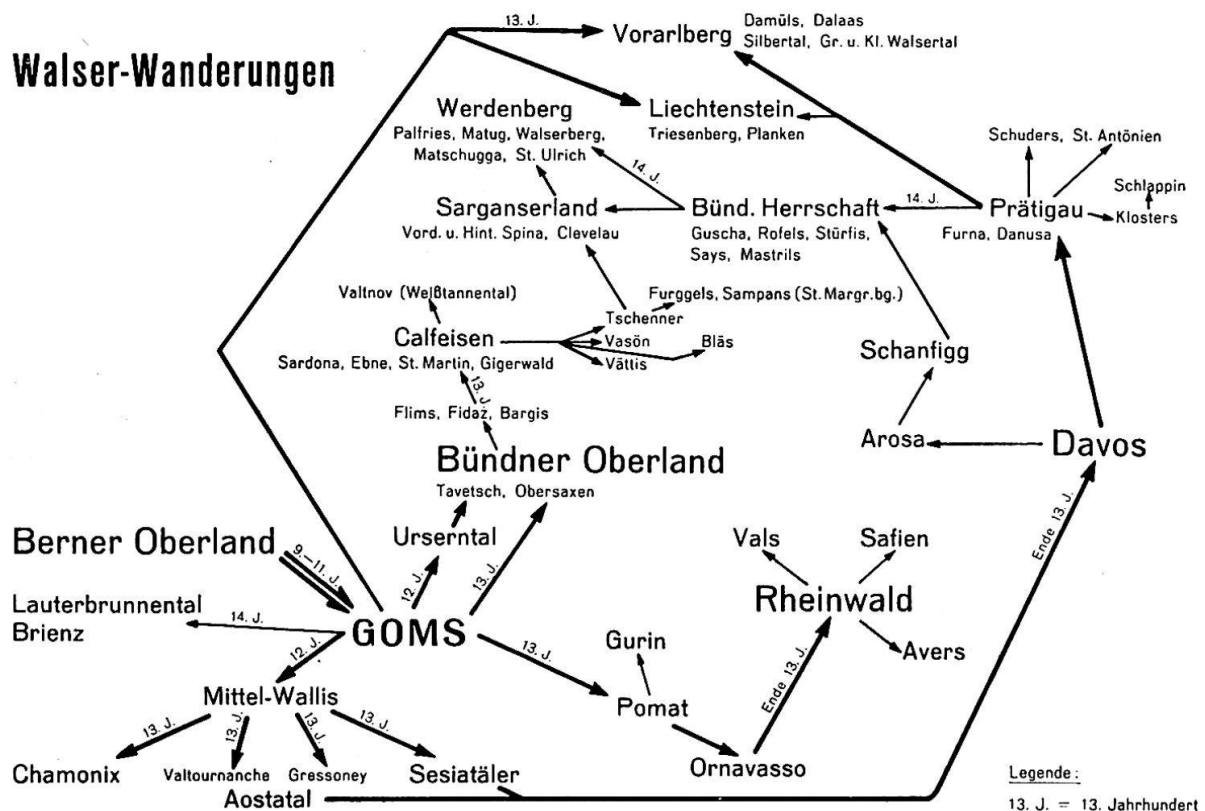 Walser-Wanderungen
13. J.
Vorarlberg
Damüls, Dalaas
Silbertal, Gr. u. Kl. Walsertal
Werdenberg
Palfries, Matug, Walserberg,
Matschugga, St. Ulrich
Liechtenstein
Triesenberg, Planken
Schuders, St. Antönien
Schlappin
Klosters
14. J.
Sarganserland
Vord. u. Hint. Spina, Clevelau
Bünd. Herrschaft
Guscha, Rofels, Stürfis,
Says, Mastrils
14. J.
Prätigau
Furna, Danusa
Valtnov (Weißtannental)
Furggels, Sampans (St. Margr. bg.)
Tschenner
Calfeisen
Sardona, Ebne, St. Martin, Gigerwald
Vasön
Vättis
Bläs
Schanfigg
13. J.
Flims, Fidaz, Bargis
Arosa
Davos
Bündner Oberland
Tavetsch, Obersaxen
Urserntal
Ende 13. J.
Berner Oberland
9.–11. J.
12. J.
13. J.
Vals
Safien
Rheinwald
Avers
Lauterbrunnental
Brienz
14. J.
GOMS
12. J.
13. J.
Gurin
Pomat
Ende 13. J.
Ornavasso
Mittel-Wallis
13. J.
13. J.
13. J.
13. J.
Chamonix
Valtournanche
Gressoney
Sesiatäler
Aostatal
Legende:
13. J. = 13. Jahrhundert